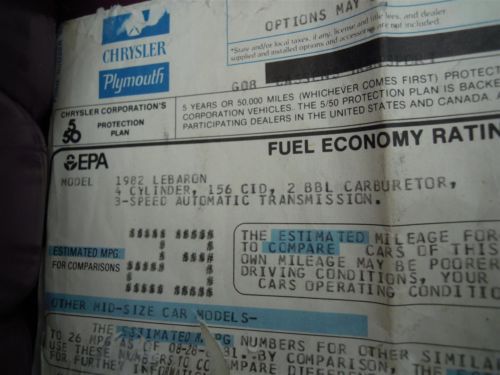 OPTIONS MAY
*State and/or local taxes, if any, license and title fees, and dealer
supplied and installed options and accessories are not included.
CHRYSLER
Plymouth
G08
CHRYSLER CORPORATION'S
5/50 PROTECTION PLAN
5 YEARS OR 50,000 MILES (WHICHEVER COMES FIRST) PROTECT
CORPORATION VEHICLES. THE 5/50 PROTECTION PLAN IS BACKE
PARTICIPATING DEALERS IN THE UNITED STATES AND CANADA.
EPA
FUEL ECONOMY RATIN
MODEL 1982 LEBARON
4 CYLINDER, 156 CID, 2 BBL CARBURETOR,
3-SPEED AUTOMATIC TRANSMISSION.
$$$$$ $$$$$
$ $
ESTIMATED MPG $ $
FOR COMPARISONS $$$$$ $$$$$
$ $
$ $
$$$$$ $$$$$
THE ESTIMATED MILEAGE FOR
TO COMPARE CARS OF THIS
OWN MILEAGE MAY BE POORER
DRIVING CONDITIONS, YOUR
CARS OPERATING CONDITIO
OTHER MID-SIZE CAR MODELS-
THE ESTIMATED MPG NUMBERS FOR OTHER SIMILAR
TO 26 MPG AS OF 08-28-81. BY COMPARISON, THE
USE THESE NUMBERS TO COMPARE
FOR FURTHER